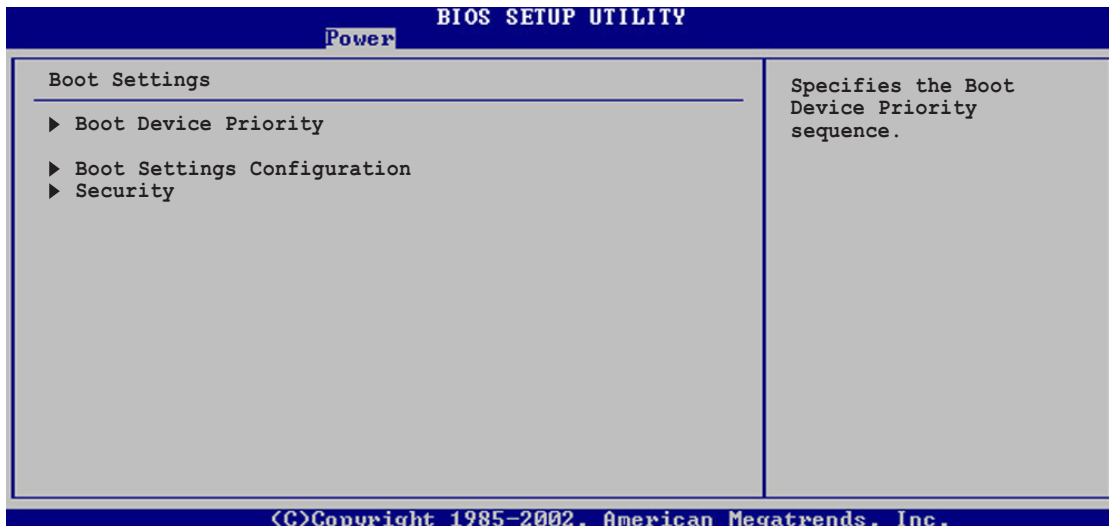 BIOS SETUP UTILITY
Power
Boot Settings
Boot Device Priority
Boot Settings Configuration
Security
Specifies the Boot
Device Priority
sequence.
(C)Copyright 1985-2002, American Megatrends, Inc.